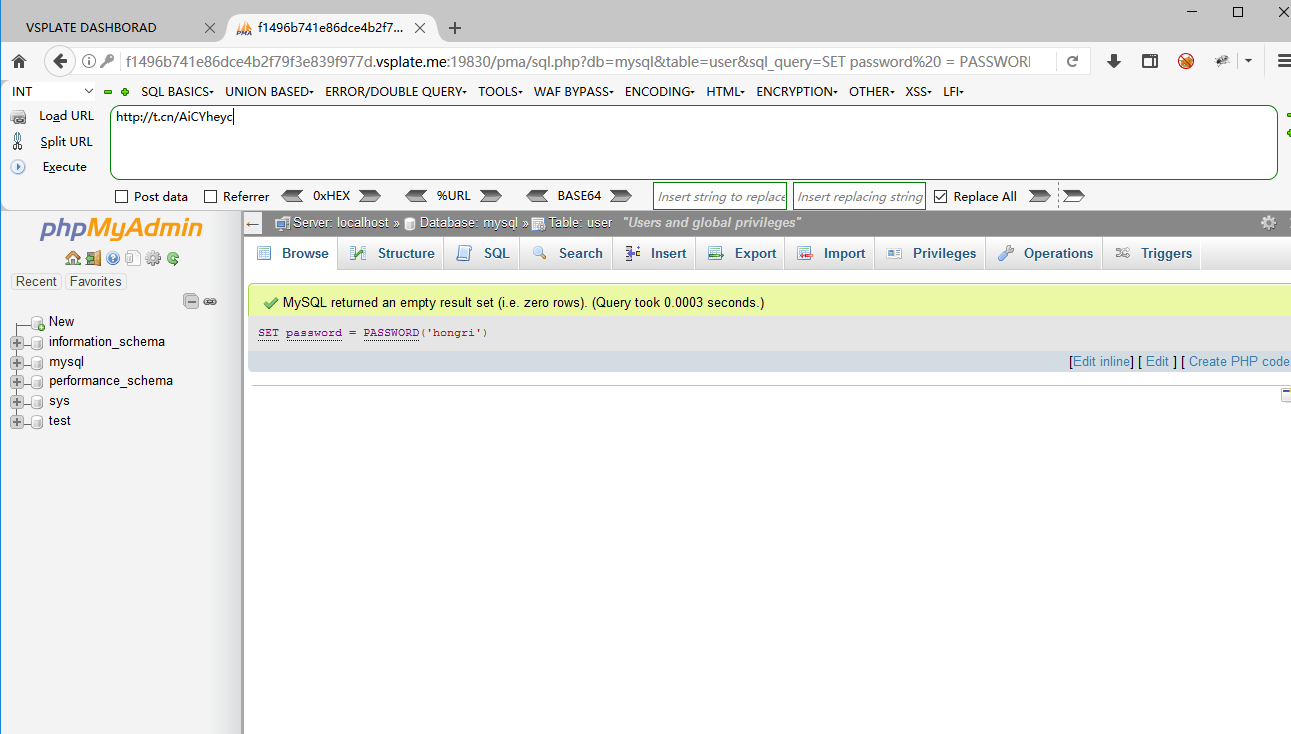 VSPLATE DASHBORAD
f1496b741e86dce4b2f7...
f1496b741e86dce4b2f79f3e839f977d.vsplate.me:19830/pma/sql.php?db=mysql&table=user&sql_query=SET password%20 = PASSWORD
INT SQL BASICS UNION BASED ERROR/DOUBLE QUERY TOOLS WAF BYPASS ENCODING HTML ENCRYPTION OTHER XSS LFI
Load URL http://t.cn/AiCYheyc
Split URL
Execute
Post data Referrer 0xHEX %URL BASE64 Insert string to replace Insert replacing string Replace All
phpMyAdmin
Recent Favorites
New
information_schema
mysql
performance_schema
sys
test
Server: localhost » Database: mysql » Table: user "Users and global privileges"
Browse Structure SQL Search Insert Export Import Privileges Operations Triggers
MySQL returned an empty result set (i.e. zero rows). (Query took 0.0003 seconds.)
SET password = PASSWORD('hongri')
[Edit inline] [ Edit ] [ Create PHP code